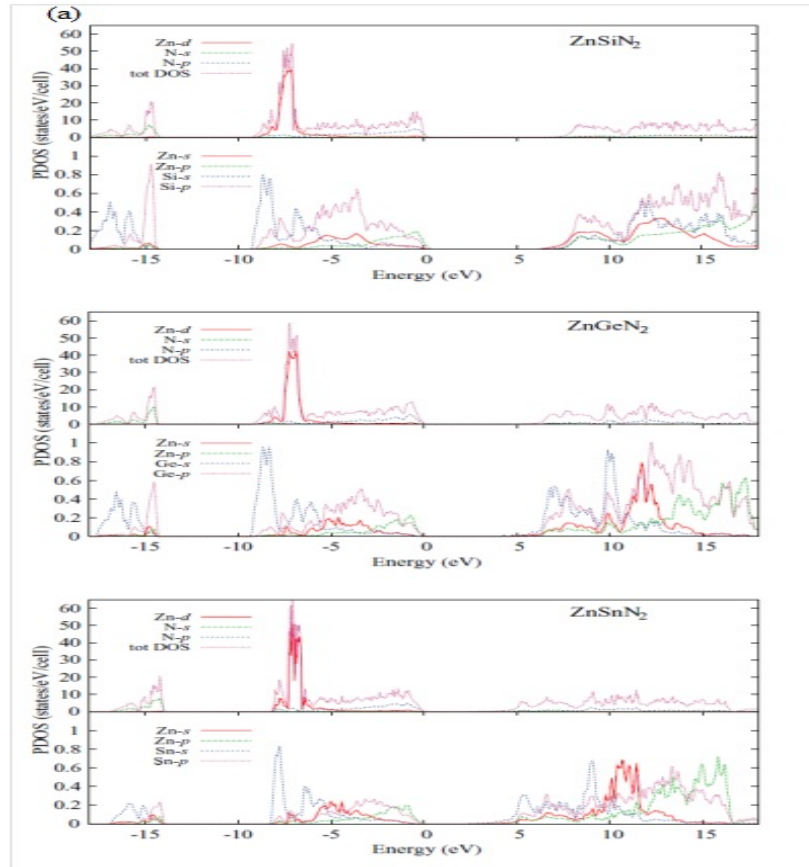 (a)
ZnSiN₂
Zn-d
N-s
N-p
tot DOS
60
50
40
30
20
10
0
PDOS (states/eV/cell)
Zn-s
Zn-p
Si-s
Si-p
1
0.8
0.6
0.4
0.2
0
-15 -10 -5 0 5 10 15
Energy (eV)
ZnGeN₂
Zn-d
N-s
N-p
tot DOS
60
50
40
30
20
10
0
PDOS (states/eV/cell)
Zn-s
Zn-p
Ge-s
Ge-p
1
0.8
0.6
0.4
0.2
0
-15 -10 -5 0 5 10 15
Energy (eV)
ZnSnN₂
Zn-d
N-s
N-p
tot DOS
60
50
40
30
20
10
0
PDOS (states/eV/cell)
Zn-s
Zn-p
Sn-s
Sn-p
1
0.8
0.6
0.4
0.2
0
-15 -10 -5 0 5 10 15
Energy (eV)